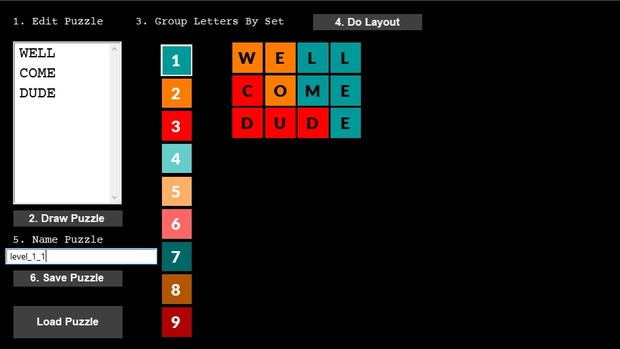 1. Edit Puzzle
3. Group Letters By Set
4. Do Layout
WELL
COME
DUDE
2. Draw Puzzle
5. Name Puzzle
level_1_1
6. Save Puzzle
Load Puzzle
1
2
3
4
5
6
7
8
9
W E L L
C O M E
D U D E